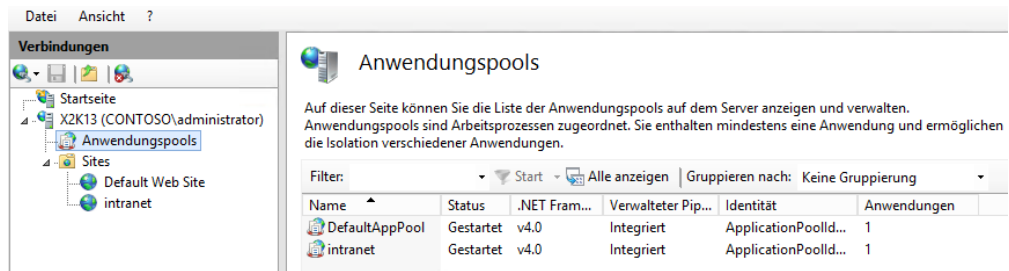 Datei Ansicht ?
Verbindungen
Startseite
X2K13 (CONTOSO\administrator)
Anwendungspools
Sites
Default Web Site
intranet
Anwendungspools
Auf dieser Seite können Sie die Liste der Anwendungspools auf dem Server anzeigen und verwalten.
Anwendungspools sind Arbeitsprozessen zugeordnet. Sie enthalten mindestens eine Anwendung und ermöglichen
die Isolation verschiedener Anwendungen.
Filter: Start Alle anzeigen Gruppieren nach: Keine Gruppierung
Name Status .NET Fram... Verwalteter Pip... Identität Anwendungen
DefaultAppPool Gestartet v4.0 Integriert ApplicationPoolId... 1
intranet Gestartet v4.0 Integriert ApplicationPoolId... 1